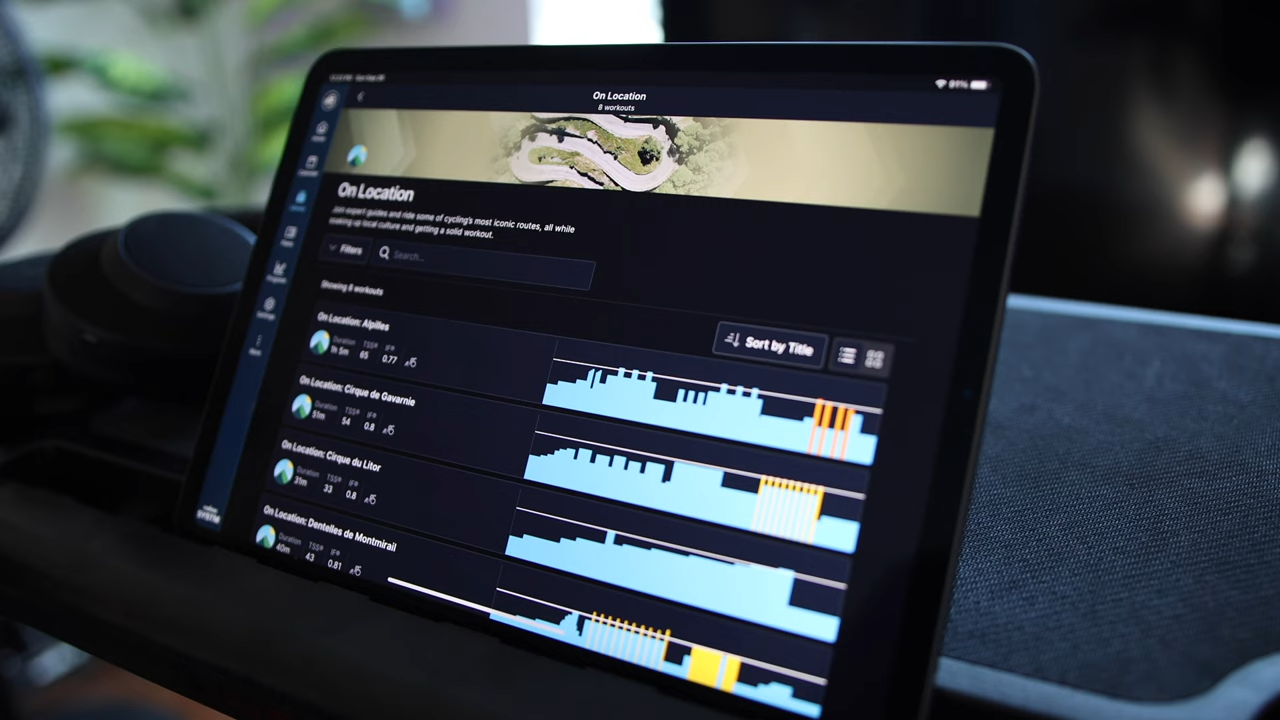 On Location
8 workouts
91%
On Location
Join expert guides and ride some of cycling's most iconic routes, all while
soaking up local culture and getting a solid workout.
Filters
Search...
Showing 8 workouts
Sort by Title
On Location: Alpilles
Duration TSS® IF®
1h 5m 65 0.77
On Location: Cirque de Gavarnie
Duration TSS® IF®
51m 54 0.8
On Location: Cirque du Litor
Duration TSS® IF®
31m 33 0.8
On Location: Dentelles de Montmirail
Duration TSS® IF®
40m 43 0.81